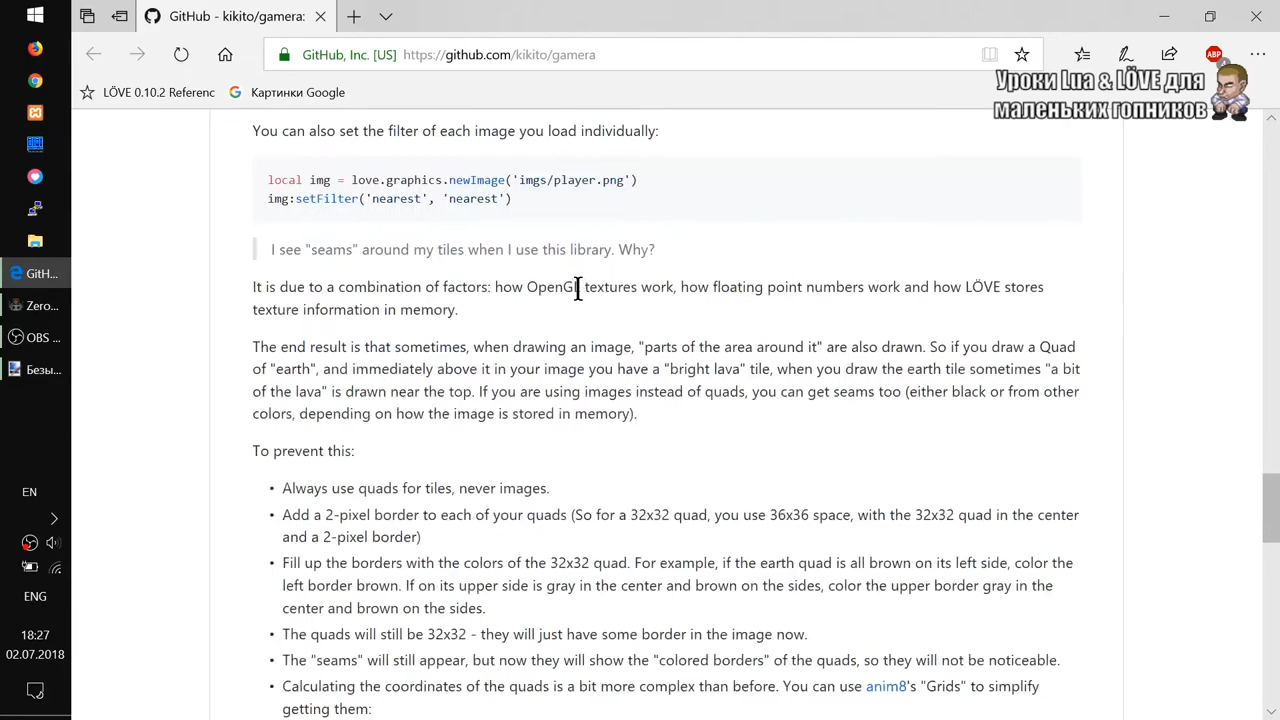 GitHub - kikito/gamera:
GitHub, Inc. [US] https://github.com/kikito/gamera
ABP
LÖVE 0.10.2 Referenc
Картинки Google
Уроки Lua & LÖVE для
маленьких гопников
You can also set the filter of each image you load individually:
local img = love.graphics.newImage('imgs/player.png')
img:setFilter('nearest', 'nearest')
I see "seams" around my tiles when I use this library. Why?
It is due to a combination of factors: how OpenGL textures work, how floating point numbers work and how LÖVE stores
texture information in memory.
The end result is that sometimes, when drawing an image, "parts of the area around it" are also drawn. So if you draw a Quad
of "earth", and immediately above it in your image you have a "bright lava" tile, when you draw the earth tile sometimes "a bit
of the lava" is drawn near the top. If you are using images instead of quads, you can get seams too (either black or from other
colors, depending on how the image is stored in memory).
To prevent this:
• Always use quads for tiles, never images.
• Add a 2-pixel border to each of your quads (So for a 32x32 quad, you use 36x36 space, with the 32x32 quad in the center
and a 2-pixel border)
• Fill up the borders with the colors of the 32x32 quad. For example, if the earth quad is all brown on its left side, color the
left border brown. If on its upper side is gray in the center and brown on the sides, color the upper border gray in the
center and brown on the sides.
• The quads will still be 32x32 - they will just have some border in the image now.
• The "seams" will still appear, but now they will show the "colored borders" of the quads, so they will not be noticeable.
• Calculating the coordinates of the quads is a bit more complex than before. You can use anim8's "Grids" to simplify
getting them:
GitH...
Zero...
OBS ...
Безы...
EN
ENG
18:27
02.07.2018